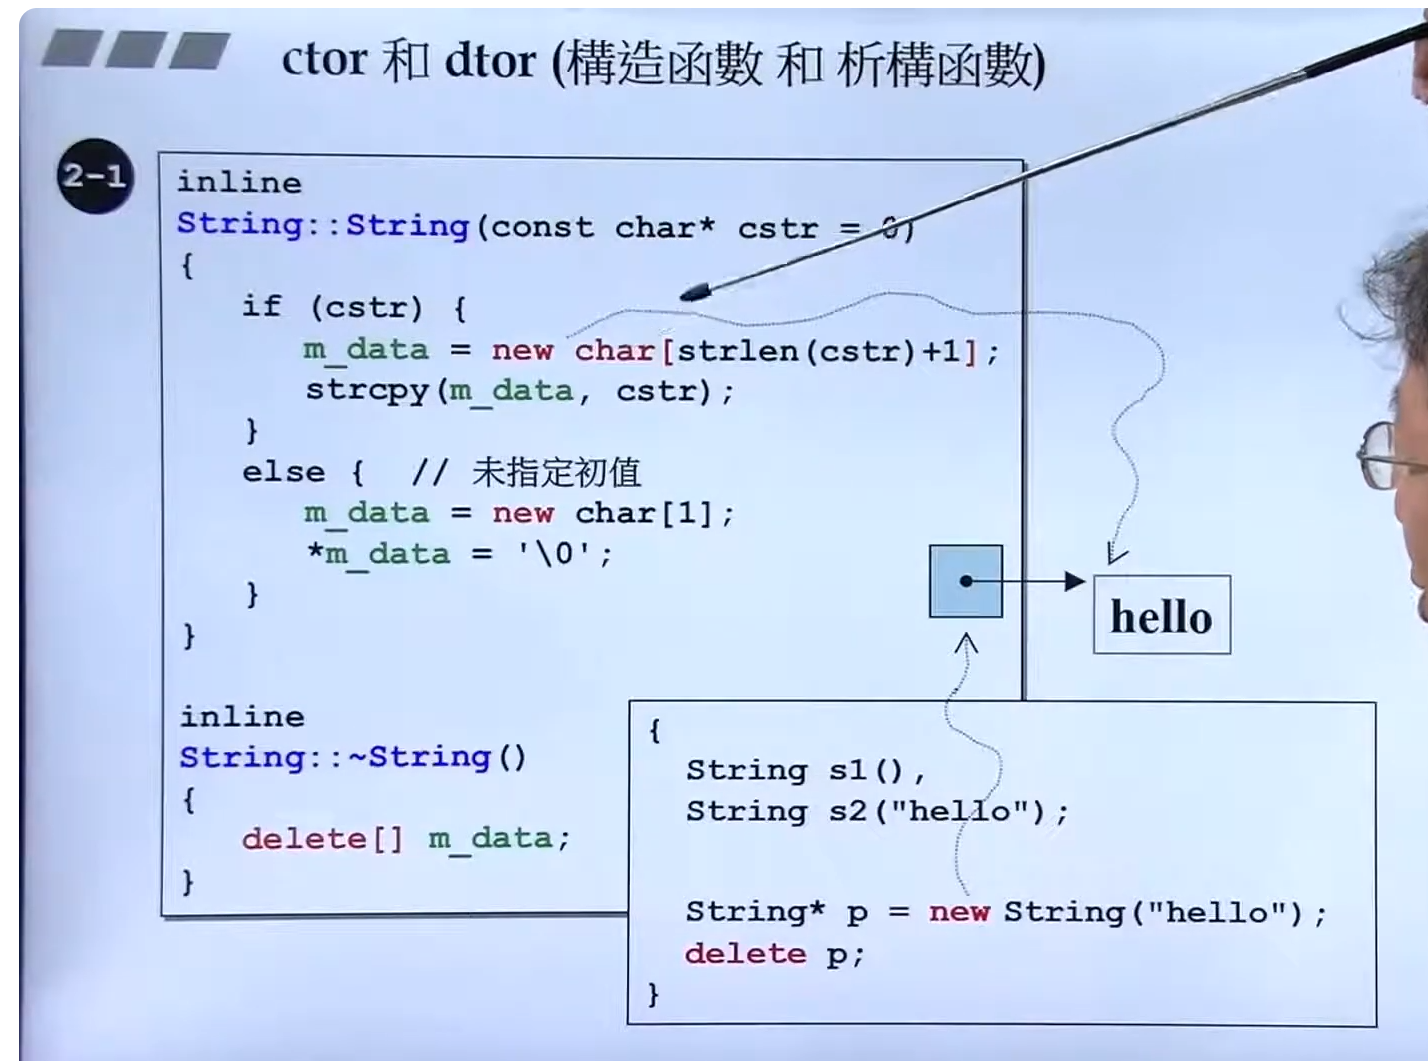 ctor 和 dtor (構造函數 和 析構函數)
2-1
inline
String::String(const char* cstr = 0)
{
if (cstr) {
m_data = new char[strlen(cstr)+1];
strcpy(m_data, cstr);
}
else { // 未指定初值
m_data = new char[1];
*m_data = '\0';
}
}
inline
String::~String()
{
delete[] m_data;
}
hello
{
String s1(),
String s2("hello");
String* p = new String("hello");
delete p;
}